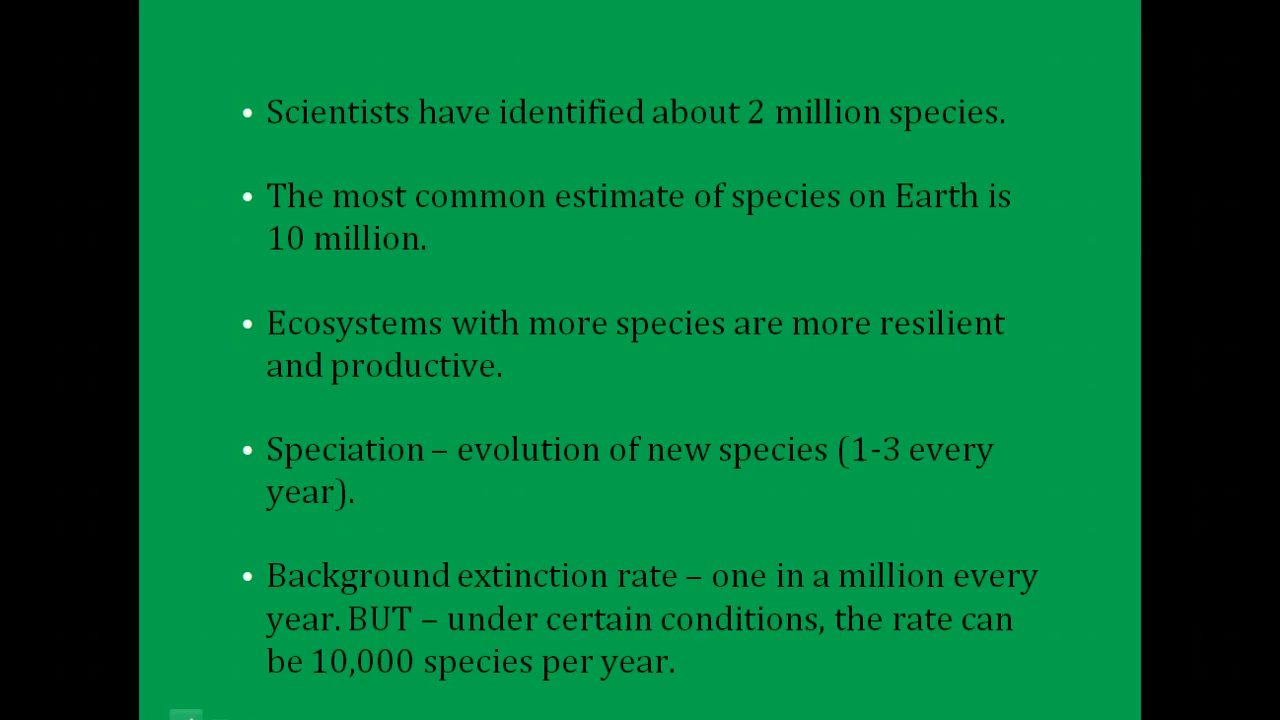 • Scientists have identified about 2 million species.
• The most common estimate of species on Earth is
10 million.
• Ecosystems with more species are more resilient
and productive.
• Speciation – evolution of new species (1-3 every
year).
• Background extinction rate – one in a million every
year. BUT – under certain conditions, the rate can
be 10,000 species per year.